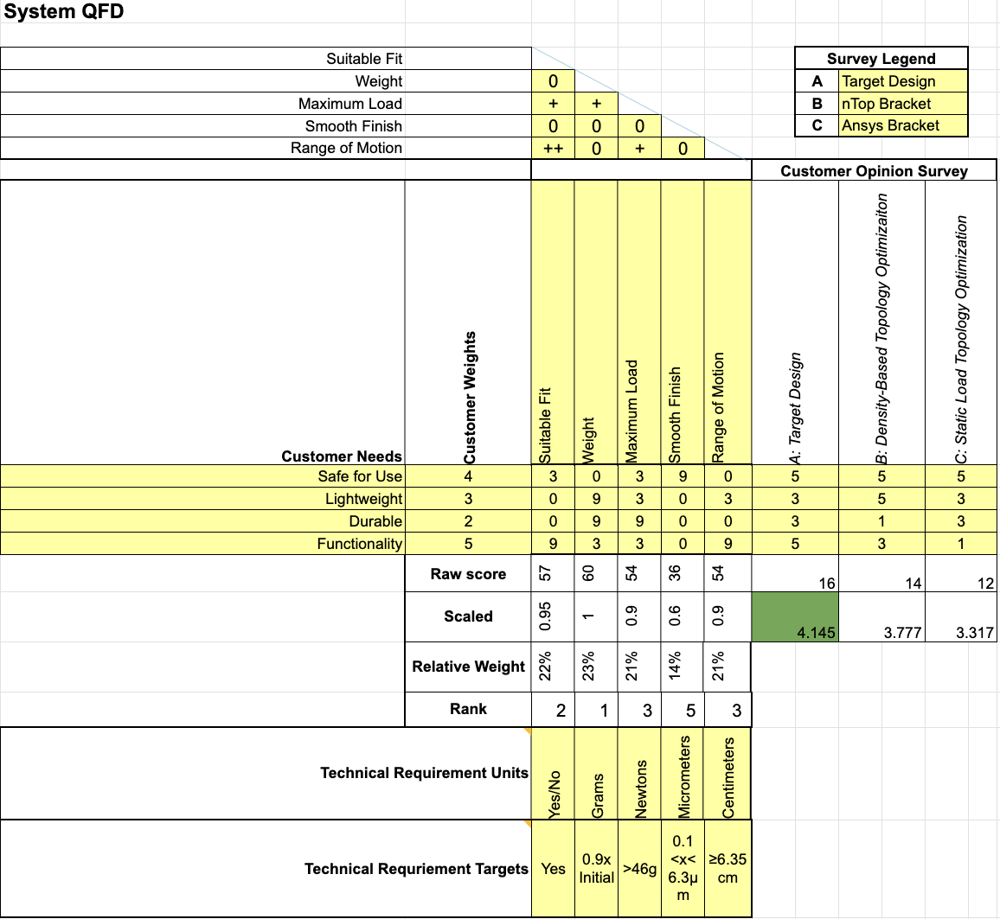 System QFD
Suitable Fit
Weight 0
Maximum Load + +
Smooth Finish 0 0 0
Range of Motion ++ 0 + 0
Survey Legend
A Target Design
B nTop Bracket
C Ansys Bracket
Customer Opinion Survey
Customer Needs
Customer Weights
Suitable Fit
Weight
Maximum Load
Smooth Finish
Range of Motion
A: Target Design
B: Density-Based Topology Optimizaiton
C: Static Load Topology Optimization
Safe for Use 4 3 0 3 9 0 5 5 5
Lightweight 3 0 9 3 0 3 3 5 3
Durable 2 0 9 9 0 0 3 1 3
Functionality 5 9 3 3 0 9 5 3 1
Raw score 57 60 54 36 54 16 14 12
Scaled 0.95 1 0.9 0.6 0.9 4.145 3.777 3.317
Relative Weight 22% 23% 21% 14% 21%
Rank 2 1 3 5 3
Technical Requirement Units Yes/No Grams Newtons Micrometers Centimeters
Technical Requriement Targets
Yes
0.9x
Initial
>46g
0.1
<x<
6.3μ
m
≥6.35
cm